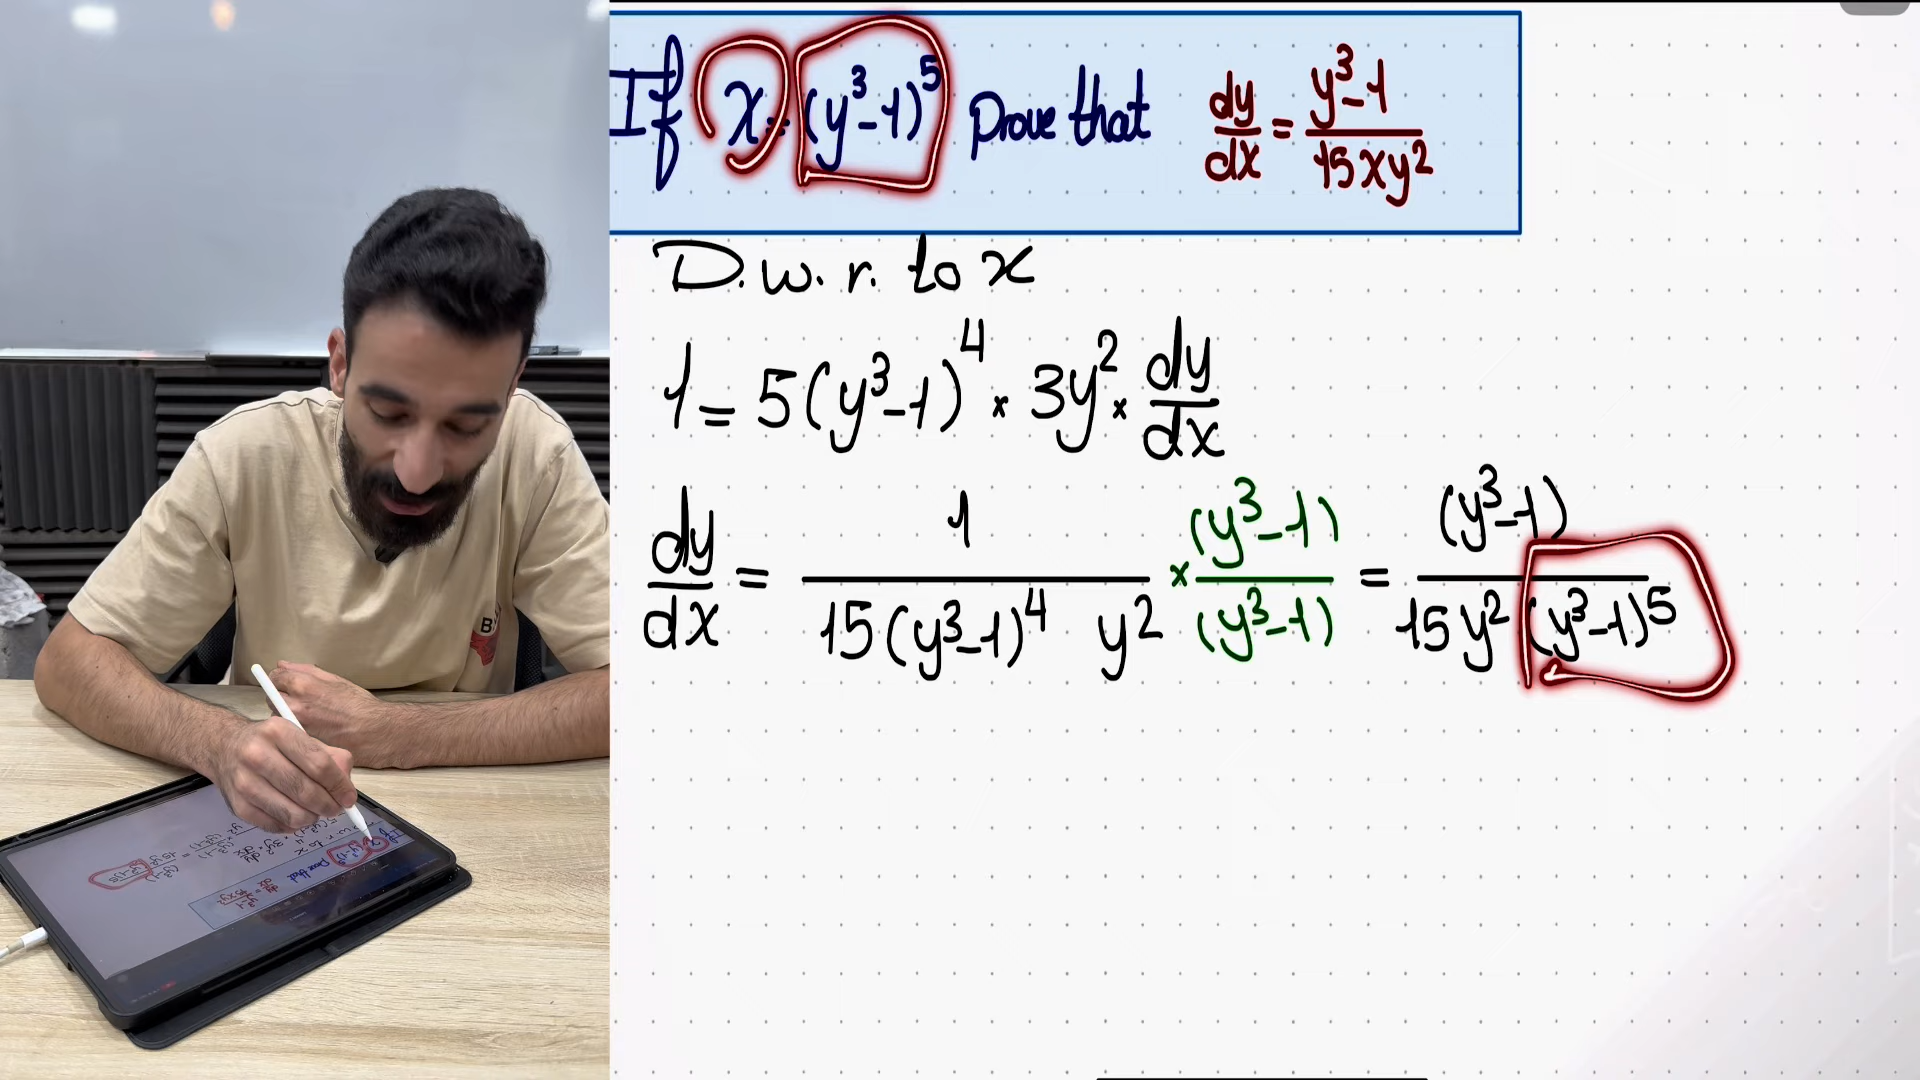 If x = (y³-1)⁵ Prove that dy/dx = y³-1 / 15xy²
D.w.r. to x
1 = 5(y³-1)⁴ × 3y² × dy/dx
dy/dx = 1 / 15(y³-1)⁴ y² × (y³-1) / (y³-1) = (y³-1) / 15y² (y³-1)⁵